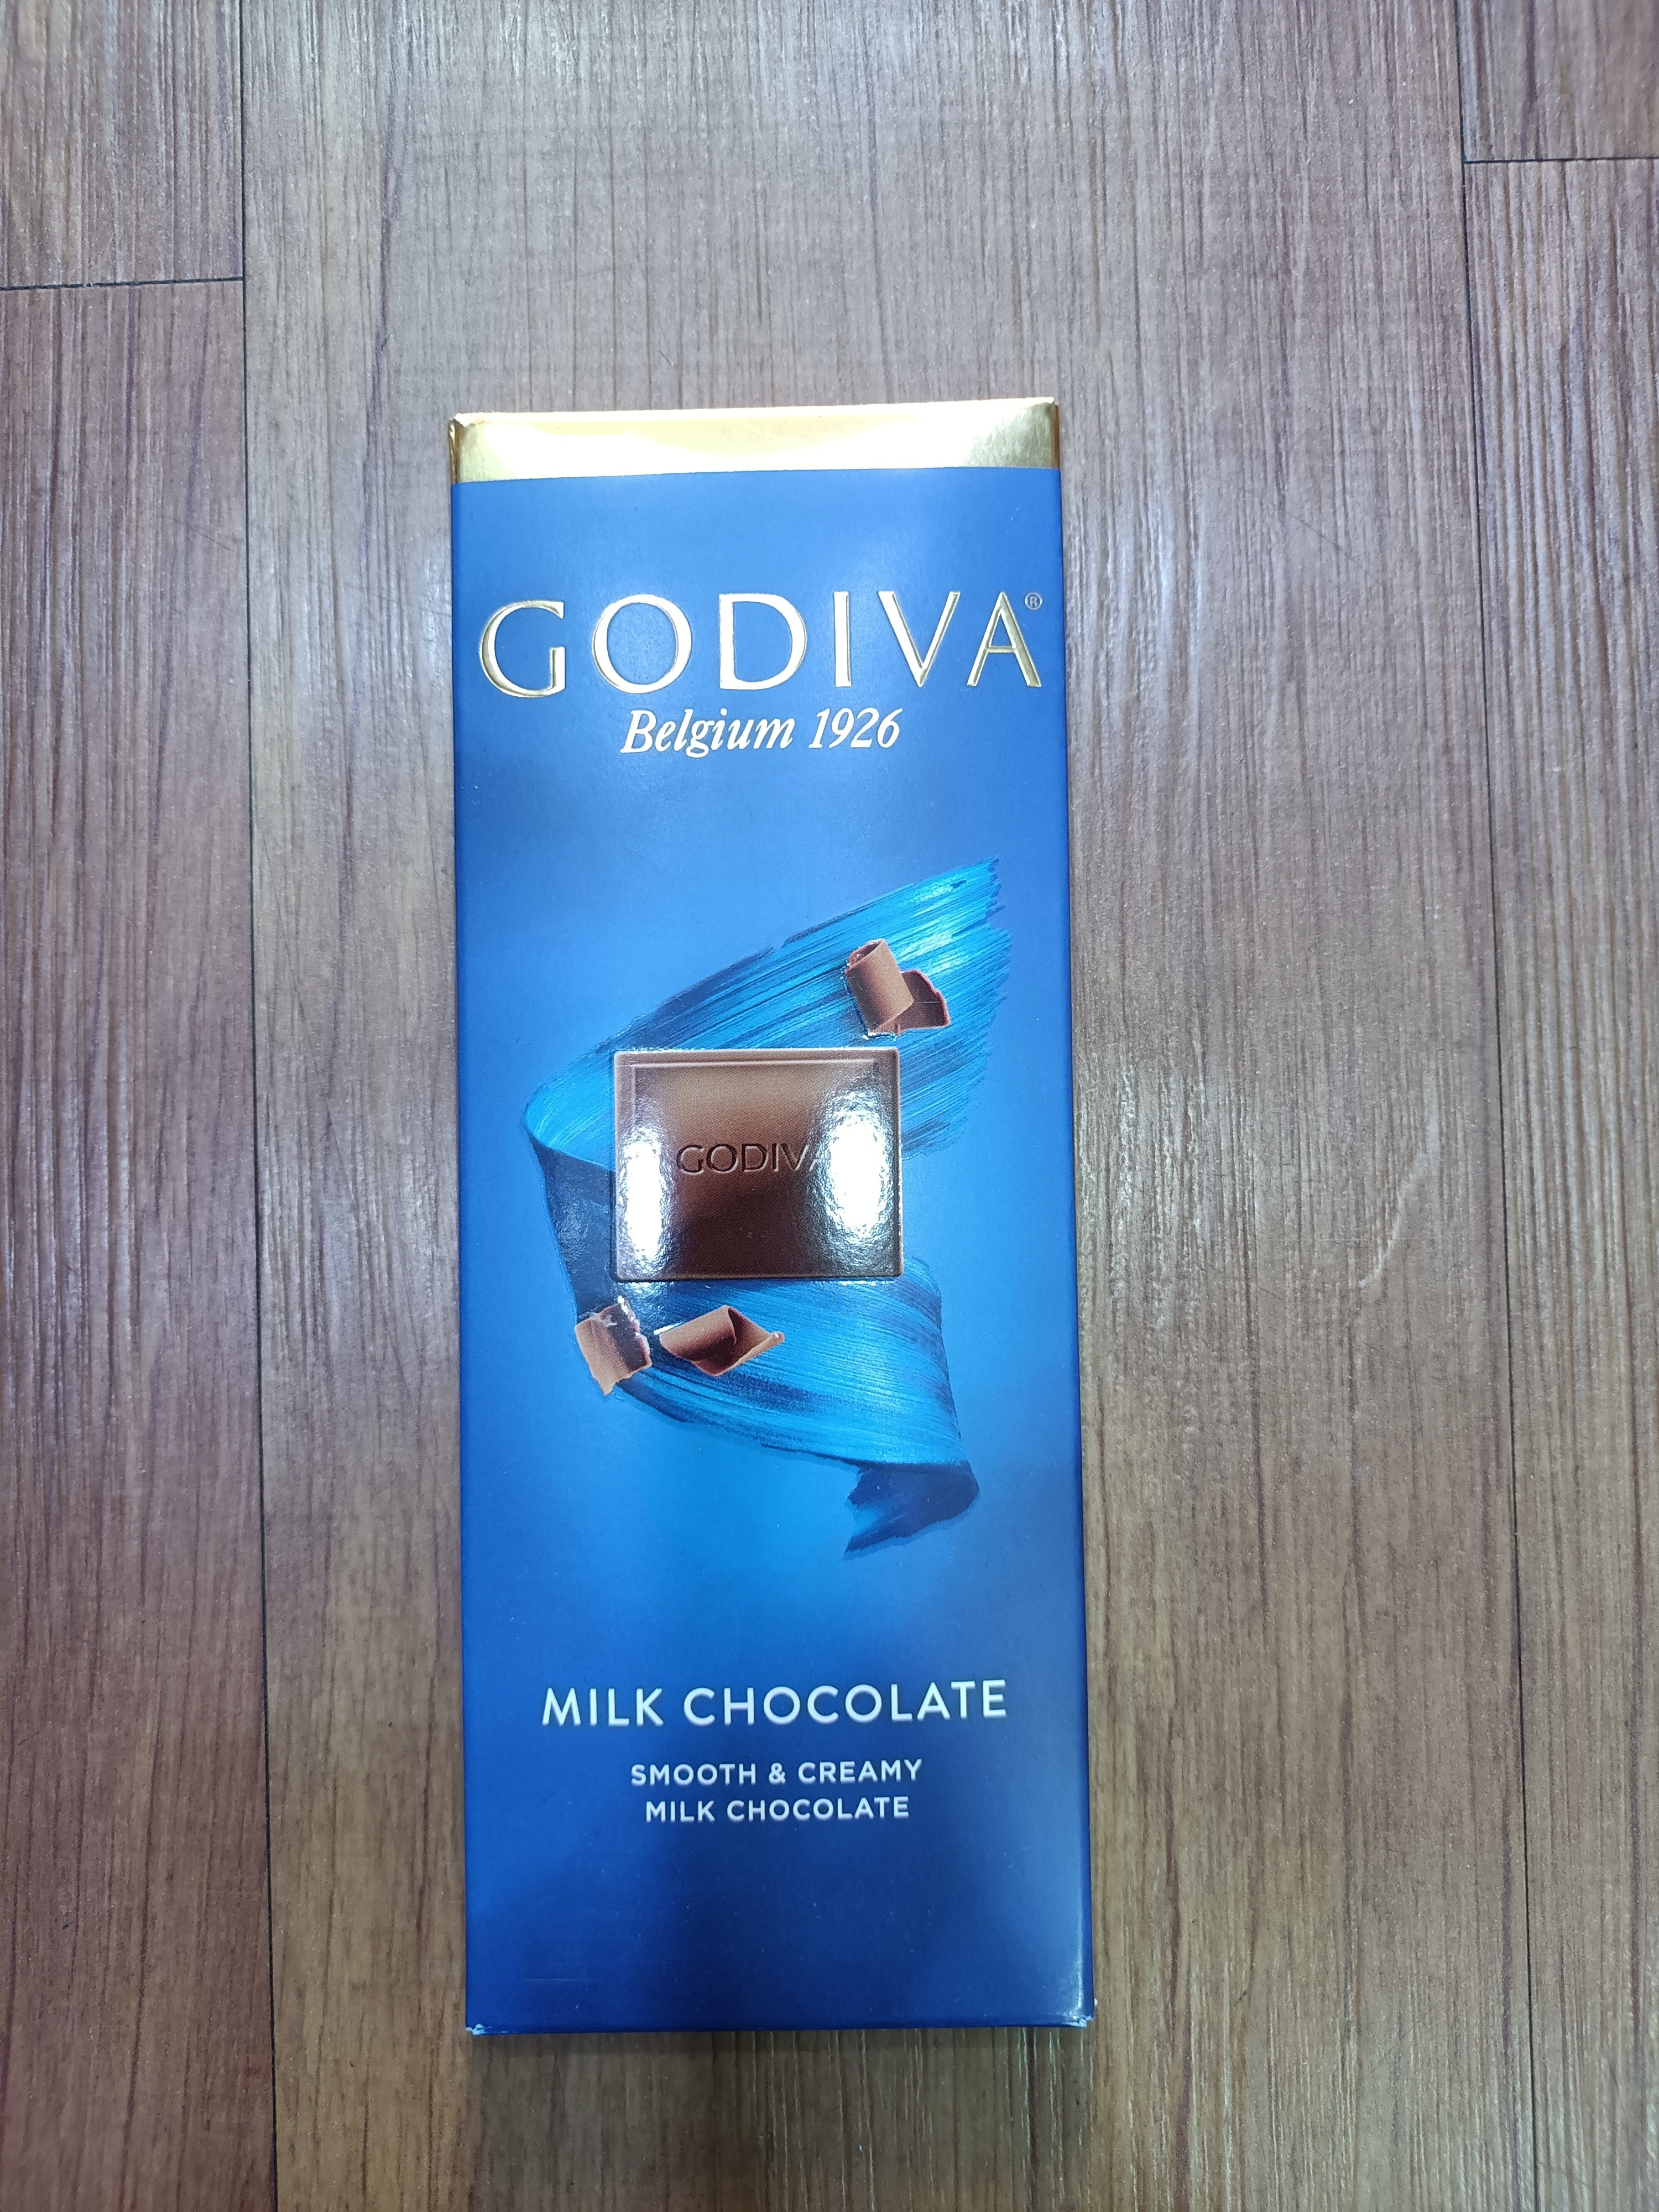 GODIVA®
Belgium 1926
GODIVA
MILK CHOCOLATE
SMOOTH & CREAMY
MILK CHOCOLATE